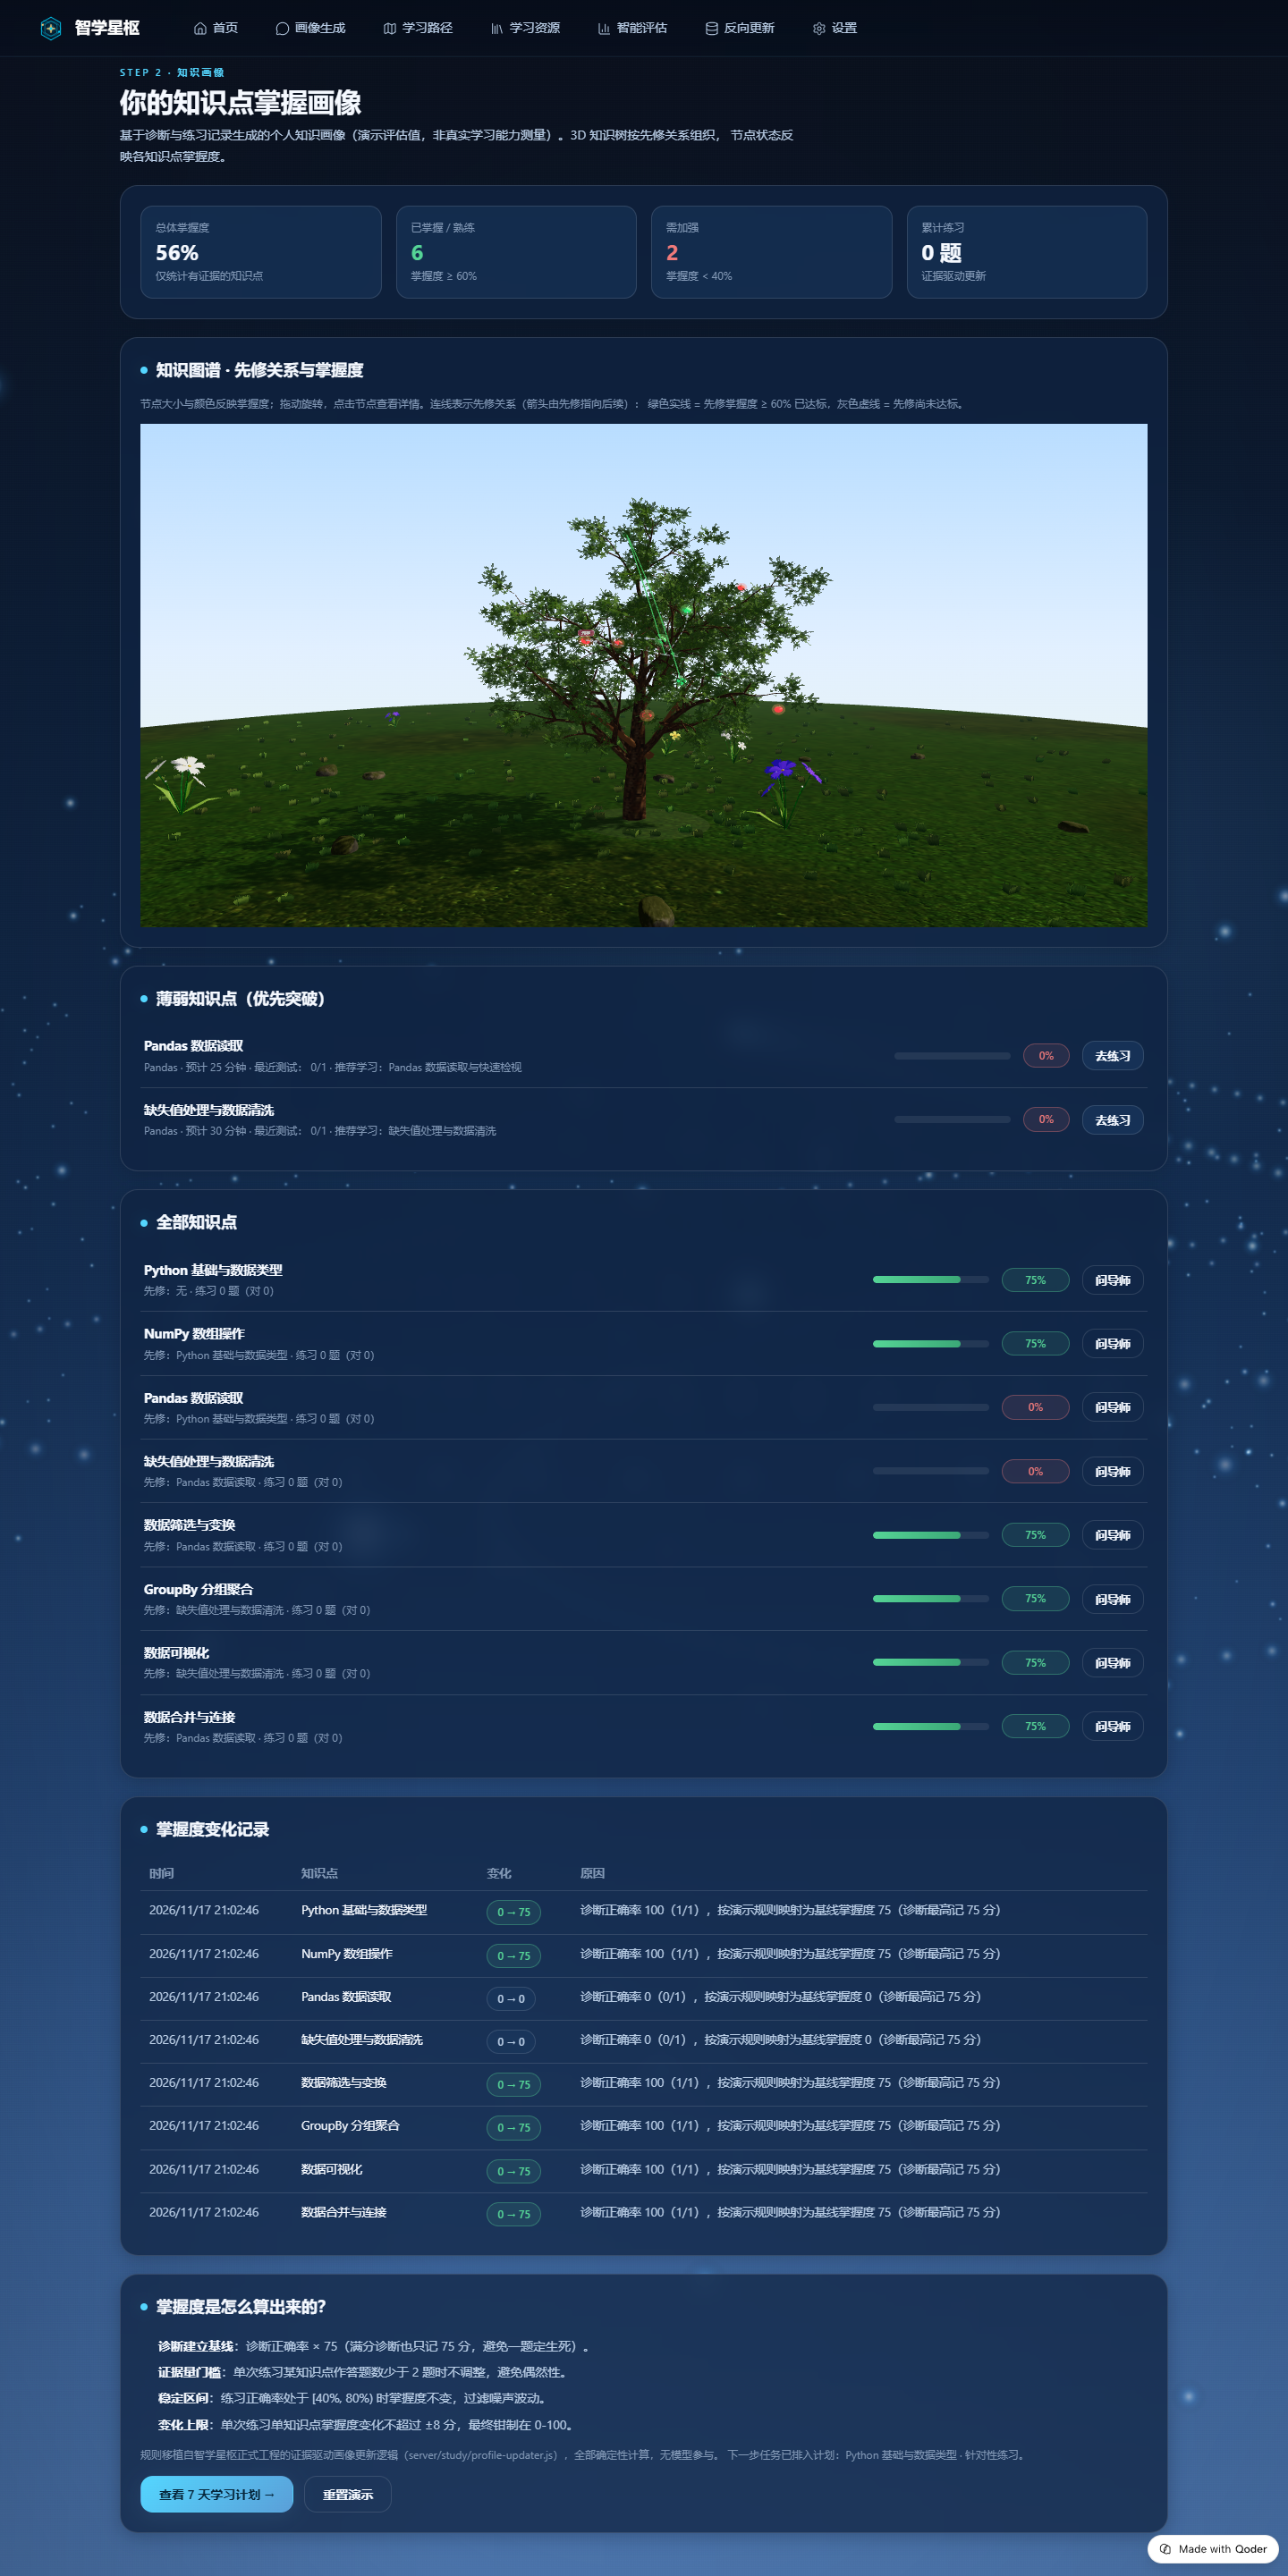 智学星枢
首页
画像生成
学习路径
学习资源
智能评估
反向更新
设置
STEP 2 · 知识画像
你的知识点掌握画像
基于诊断与练习记录生成的个人知识画像（演示评估值，非真实学习能力测量）。3D 知识树按先修关系组织， 节点状态反
映各知识点掌握度。
总体掌握度
56%
仅统计有证据的知识点
已掌握 / 熟练
6
掌握度 ≥ 60%
需加强
2
掌握度 < 40%
累计练习
0 题
证据驱动更新
知识图谱 · 先修关系与掌握度
节点大小与颜色反映掌握度；拖动旋转，点击节点查看详情。连线表示先修关系（箭头由先修指向后续）： 绿色实线 = 先修掌握度 ≥ 60% 已达标，灰色虚线 = 先修尚未达标。
薄弱知识点（优先突破）
Pandas 数据读取
Pandas · 预计 25 分钟 · 最近测试： 0/1 · 推荐学习：Pandas 数据读取与快速检视
0%
去练习
缺失值处理与数据清洗
Pandas · 预计 30 分钟 · 最近测试： 0/1 · 推荐学习：缺失值处理与数据清洗
0%
去练习
全部知识点
Python 基础与数据类型
先修：无 · 练习 0 题（对 0）
75%
问导师
NumPy 数组操作
先修：Python 基础与数据类型 · 练习 0 题（对 0）
75%
问导师
Pandas 数据读取
先修：Python 基础与数据类型 · 练习 0 题（对 0）
0%
问导师
缺失值处理与数据清洗
先修：Pandas 数据读取 · 练习 0 题（对 0）
0%
问导师
数据筛选与变换
先修：Pandas 数据读取 · 练习 0 题（对 0）
75%
问导师
GroupBy 分组聚合
先修：缺失值处理与数据清洗 · 练习 0 题（对 0）
75%
问导师
数据可视化
先修：缺失值处理与数据清洗 · 练习 0 题（对 0）
75%
问导师
数据合并与连接
先修：Pandas 数据读取 · 练习 0 题（对 0）
75%
问导师
掌握度变化记录
时间 知识点 变化 原因
2026/11/17 21:02:46 Python 基础与数据类型 0 → 75 诊断正确率 100（1/1），按演示规则映射为基线掌握度 75（诊断最高记 75 分）
2026/11/17 21:02:46 NumPy 数组操作 0 → 75 诊断正确率 100（1/1），按演示规则映射为基线掌握度 75（诊断最高记 75 分）
2026/11/17 21:02:46 Pandas 数据读取 0 → 0 诊断正确率 0（0/1），按演示规则映射为基线掌握度 0（诊断最高记 75 分）
2026/11/17 21:02:46 缺失值处理与数据清洗 0 → 0 诊断正确率 0（0/1），按演示规则映射为基线掌握度 0（诊断最高记 75 分）
2026/11/17 21:02:46 数据筛选与变换 0 → 75 诊断正确率 100（1/1），按演示规则映射为基线掌握度 75（诊断最高记 75 分）
2026/11/17 21:02:46 GroupBy 分组聚合 0 → 75 诊断正确率 100（1/1），按演示规则映射为基线掌握度 75（诊断最高记 75 分）
2026/11/17 21:02:46 数据可视化 0 → 75 诊断正确率 100（1/1），按演示规则映射为基线掌握度 75（诊断最高记 75 分）
2026/11/17 21:02:46 数据合并与连接 0 → 75 诊断正确率 100（1/1），按演示规则映射为基线掌握度 75（诊断最高记 75 分）
掌握度是怎么算出来的？
诊断建立基线：诊断正确率 × 75（满分诊断也只记 75 分，避免一题定生死）。
证据量门槛：单次练习某知识点作答题数少于 2 题时不调整，避免偶然性。
稳定区间：练习正确率处于 [40%, 80%) 时掌握度不变，过滤噪声波动。
变化上限：单次练习单知识点掌握度变化不超过 ±8 分，最终钳制在 0-100。
规则移植自智学星枢正式工程的证据驱动画像更新逻辑（server/study/profile-updater.js），全部确定性计算，无模型参与。 下一步任务已排入计划：Python 基础与数据类型 · 针对性练习。
查看 7 天学习计划 →
重置演示
Made with Qoder